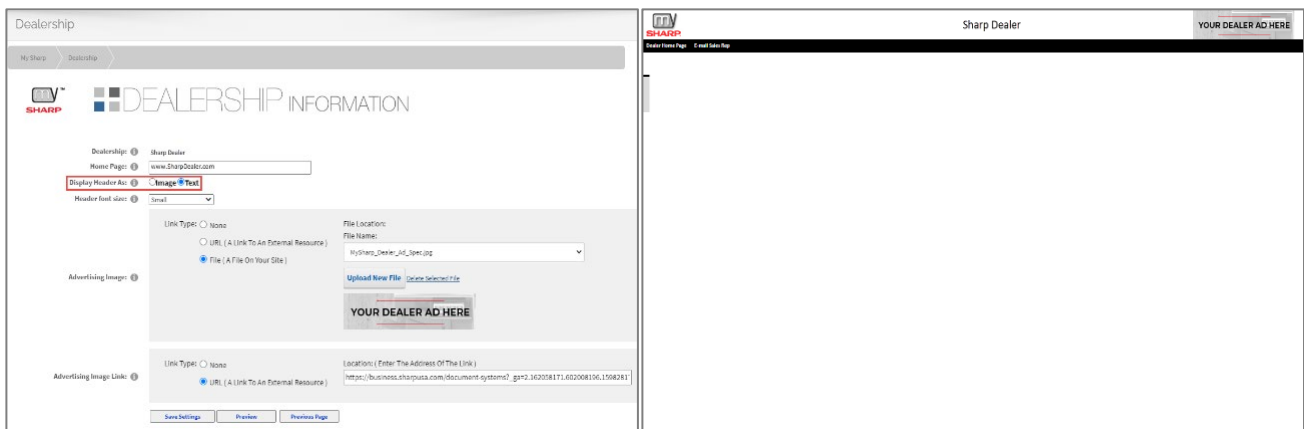 Dealership
My Sharp Dealership
my™
SHARP
DEALERSHIP INFORMATION
Dealership: Sharp Dealer
Home Page: www.SharpDealer.com
Display Header As: Image Text
Header font size: Small
Advertising Image:
Link Type: None
URL ( A Link To An External Resource )
File ( A File On Your Site )
File Location:
File Name:
MySharp_Dealer_Ad_Spec.jpg
Upload New File Delete Selected File
YOUR DEALER AD HERE
Advertising Image Link:
Link Type: None
URL ( A Link To An External Resource )
Location: ( Enter The Address Of The Link )
https://business.sharpusa.com/document-systems?_ga=2.162058171.602008196.1598281
Save Settings Preview Previous Page
my
SHARP
Sharp Dealer
YOUR DEALER AD HERE
Dealer Home Page E-mail Sales Rep